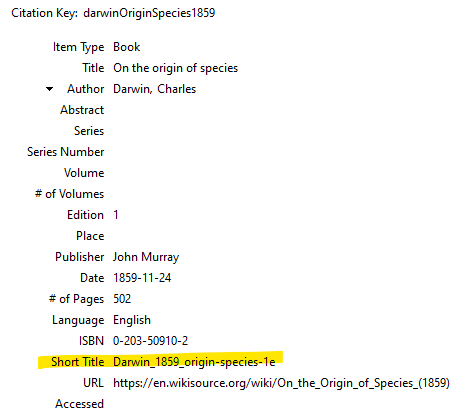 Citation Key: darwinOriginSpecies1859
Item Type Book
Title On the origin of species
Author Darwin, Charles
Abstract
Series
Series Number
Volume
# of Volumes
Edition 1
Place
Publisher John Murray
Date 1859-11-24
# of Pages 502
Language English
ISBN 0-203-50910-2
Short Title Darwin_1859_origin-species-1e
URL https://en.wikisource.org/wiki/On_the_Origin_of_Species_(1859)
Accessed